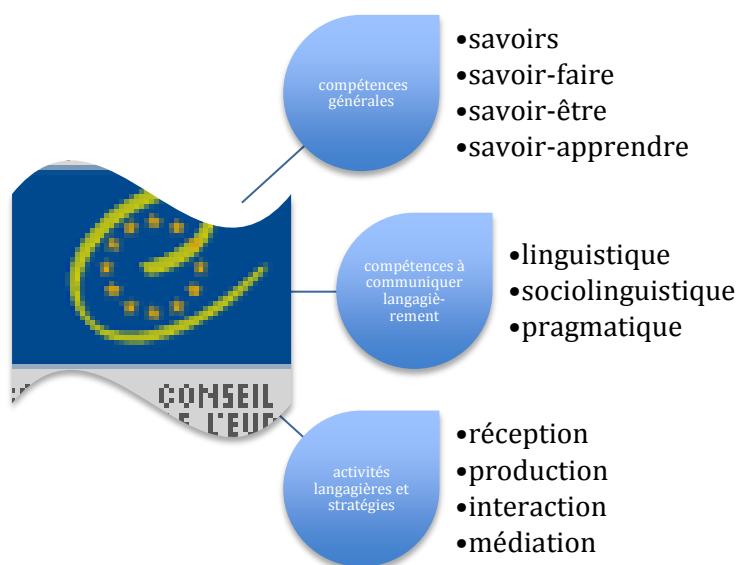 compétences
générales
•savoirs
•savoir-faire
•savoir-être
•savoir-apprendre
compétences à
communiquer
langagiè-
rement
•linguistique
•sociolinguistique
•pragmatique
CONSEIL
L'EUR
activités
langagières et
stratégies
•réception
•production
•interaction
•médiation